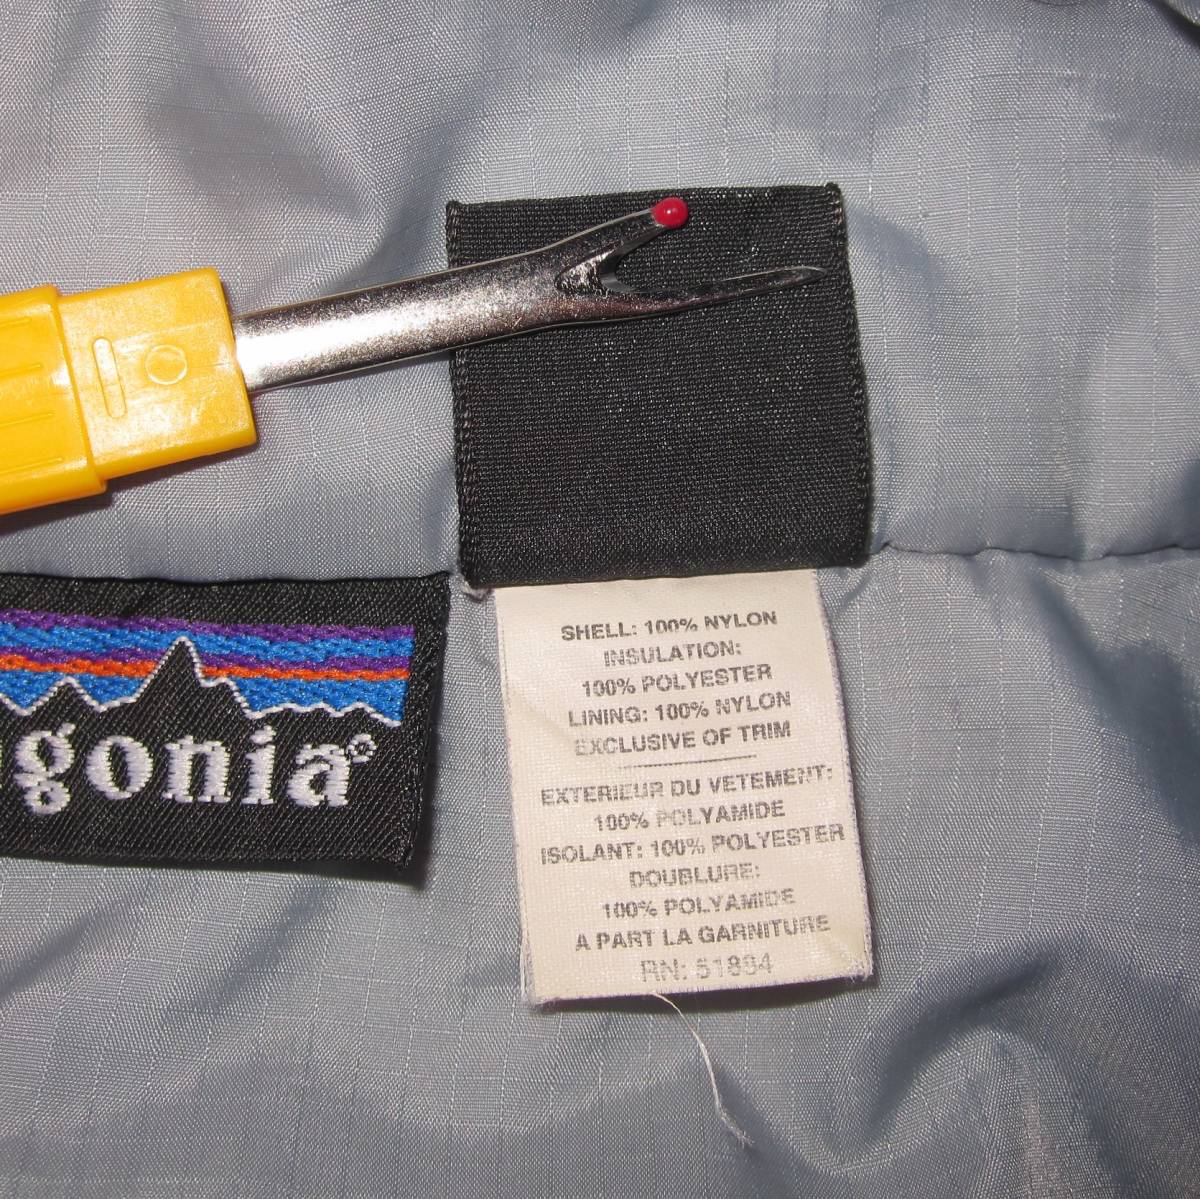 gonia®
SHELL: 100% NYLON
INSULATION:
100% POLYESTER
LINING: 100% NYLON
EXCLUSIVE OF TRIM
EXTERIEUR DU VETEMENT:
100% POLYAMIDE
ISOLANT: 100% POLYESTER
DOUBLURE:
100% POLYAMIDE
A PART LA GARNITURE
RN: 51884